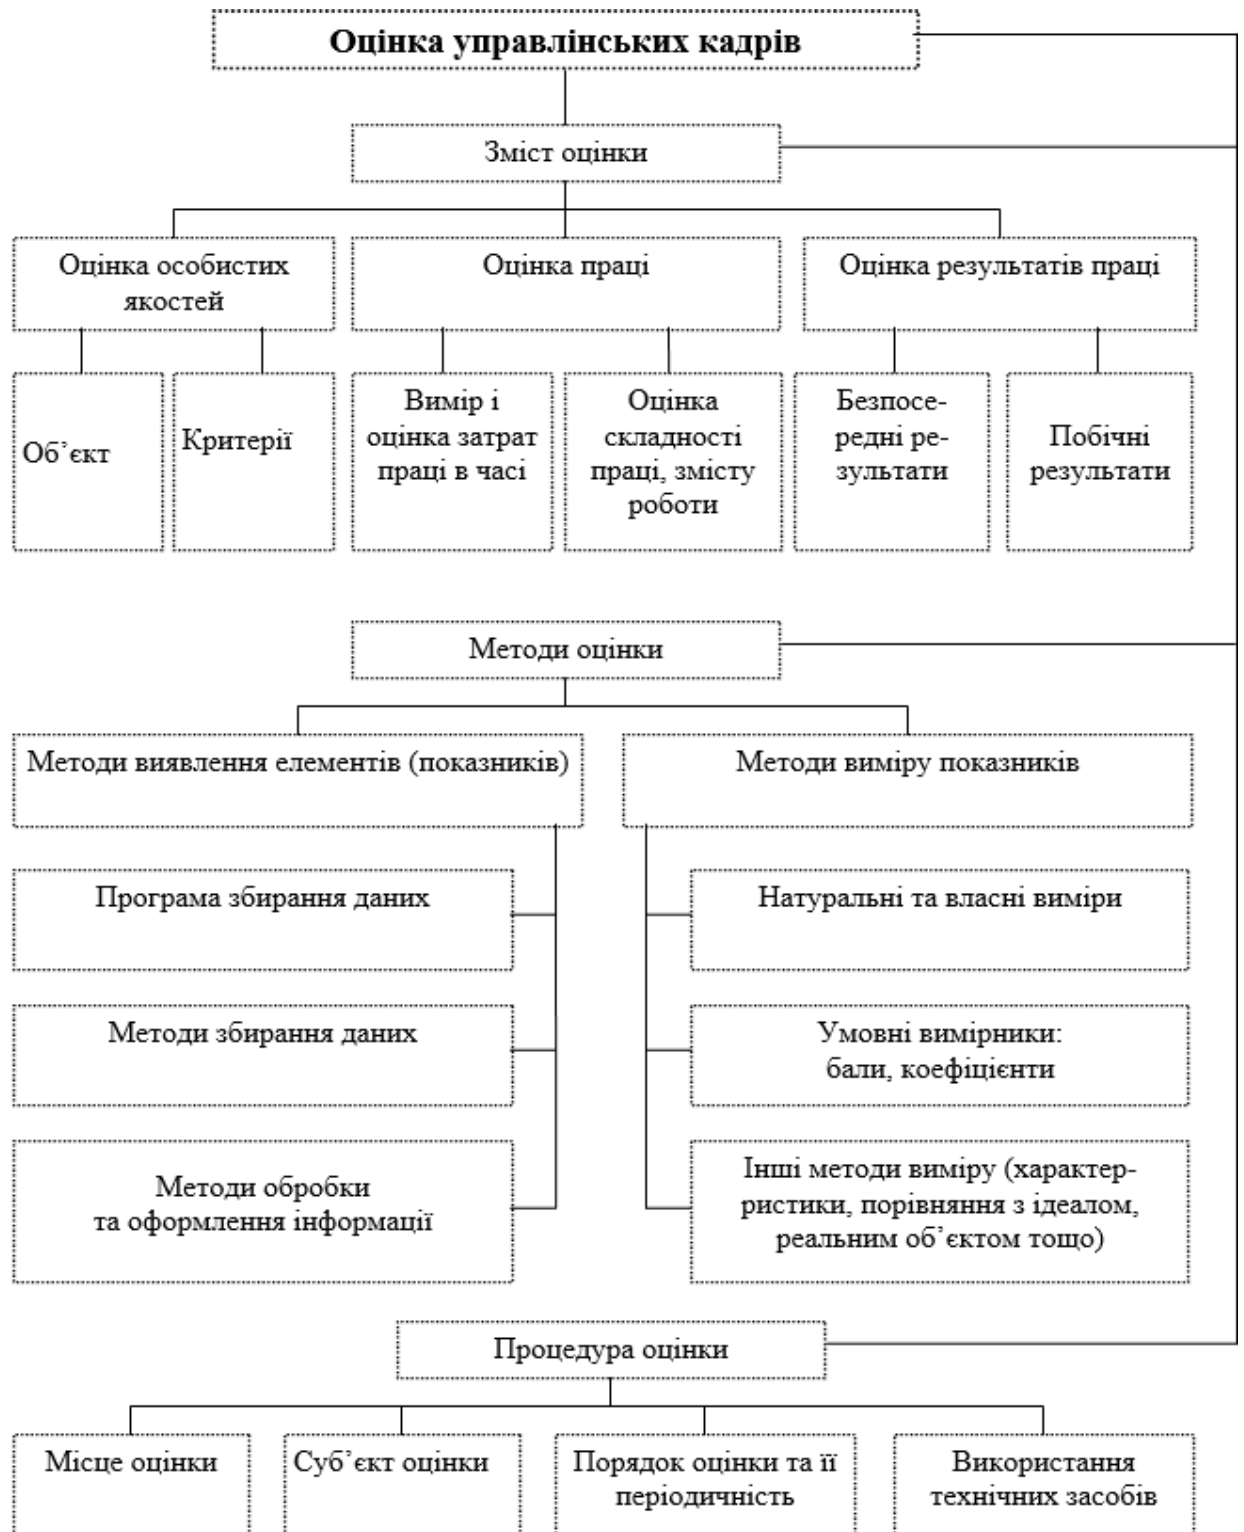 Оцінка управлінських кадрів
Зміст оцінки
Оцінка особистих
якостей
Оцінка праці
Оцінка результатів праці
Об’єкт
Критерії
Вимір і
оцінка затрат
праці в часі
Оцінка
складності
праці, змісту
роботи
Безпосе-
редні ре-
зультати
Побічні
результати
Методи оцінки
Методи виявлення елементів (показників)
Методи виміру показників
Програма збирання даних
Натуральні та власні виміри
Методи збирання даних
Умовні вимірники:
бали, коефіцієнти
Методи обробки
та оформлення інформації
Інші методи виміру (характер-
ристики, порівняння з ідеалом,
реальним об’єктом тощо)
Процедура оцінки
Місце оцінки
Суб’єкт оцінки
Порядок оцінки та її
періодичність
Використання
технічних засобів